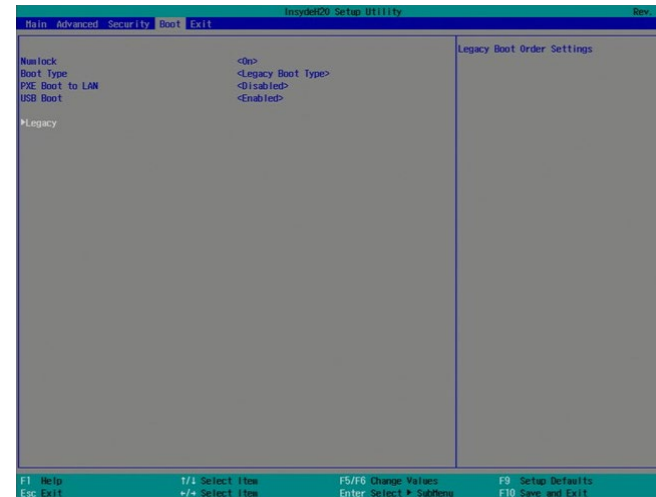 InsydeH20 Setup Utility Rev.
Main Advanced Security Boot Exit
Legacy Boot Order Settings
Numlock <On>
Boot Type <Legacy Boot Type>
PXE Boot to LAN <Disabled>
USB Boot <Enabled>
▶Legacy
F1 Help ↑/↓ Select Item F5/F6 Change Values F9 Setup Defaults
Esc Exit ←/→ Select Item Enter Select ▶ SubMenu F10 Save and Exit